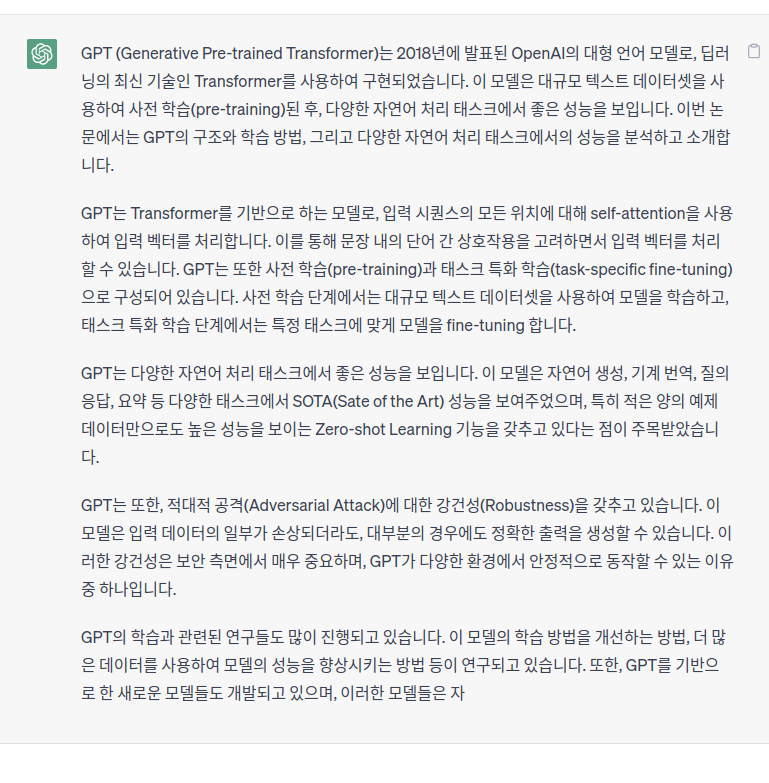 GPT (Generative Pre-trained Transformer)는 2018년에 발표된 OpenAI의 대형 언어 모델로, 딥러
닝의 최신 기술인 Transformer를 사용하여 구현되었습니다. 이 모델은 대규모 텍스트 데이터셋을 사
용하여 사전 학습(pre-training)된 후, 다양한 자연어 처리 태스크에서 좋은 성능을 보입니다. 이번 논
문에서는 GPT의 구조와 학습 방법, 그리고 다양한 자연어 처리 태스크에서의 성능을 분석하고 소개합
니다.
GPT는 Transformer를 기반으로 하는 모델로, 입력 시퀀스의 모든 위치에 대해 self-attention을 사용
하여 입력 벡터를 처리합니다. 이를 통해 문장 내의 단어 간 상호작용을 고려하면서 입력 벡터를 처리
할 수 있습니다. GPT는 또한 사전 학습(pre-training)과 태스크 특화 학습(task-specific fine-tuning)
으로 구성되어 있습니다. 사전 학습 단계에서는 대규모 텍스트 데이터셋을 사용하여 모델을 학습하고,
태스크 특화 학습 단계에서는 특정 태스크에 맞게 모델을 fine-tuning 합니다.
GPT는 다양한 자연어 처리 태스크에서 좋은 성능을 보입니다. 이 모델은 자연어 생성, 기계 번역, 질의
응답, 요약 등 다양한 태스크에서 SOTA(Sate of the Art) 성능을 보여주었으며, 특히 적은 양의 예제
데이터만으로도 높은 성능을 보이는 Zero-shot Learning 기능을 갖추고 있다는 점이 주목받았습니
다.
GPT는 또한, 적대적 공격(Adversarial Attack)에 대한 강건성(Robustness)을 갖추고 있습니다. 이
모델은 입력 데이터의 일부가 손상되더라도, 대부분의 경우에도 정확한 출력을 생성할 수 있습니다. 이
러한 강건성은 보안 측면에서 매우 중요하며, GPT가 다양한 환경에서 안정적으로 동작할 수 있는 이유
중 하나입니다.
GPT의 학습과 관련된 연구들도 많이 진행되고 있습니다. 이 모델의 학습 방법을 개선하는 방법, 더 많
은 데이터를 사용하여 모델의 성능을 향상시키는 방법 등이 연구되고 있습니다. 또한, GPT를 기반으
로 한 새로운 모델들도 개발되고 있으며, 이러한 모델들은 자